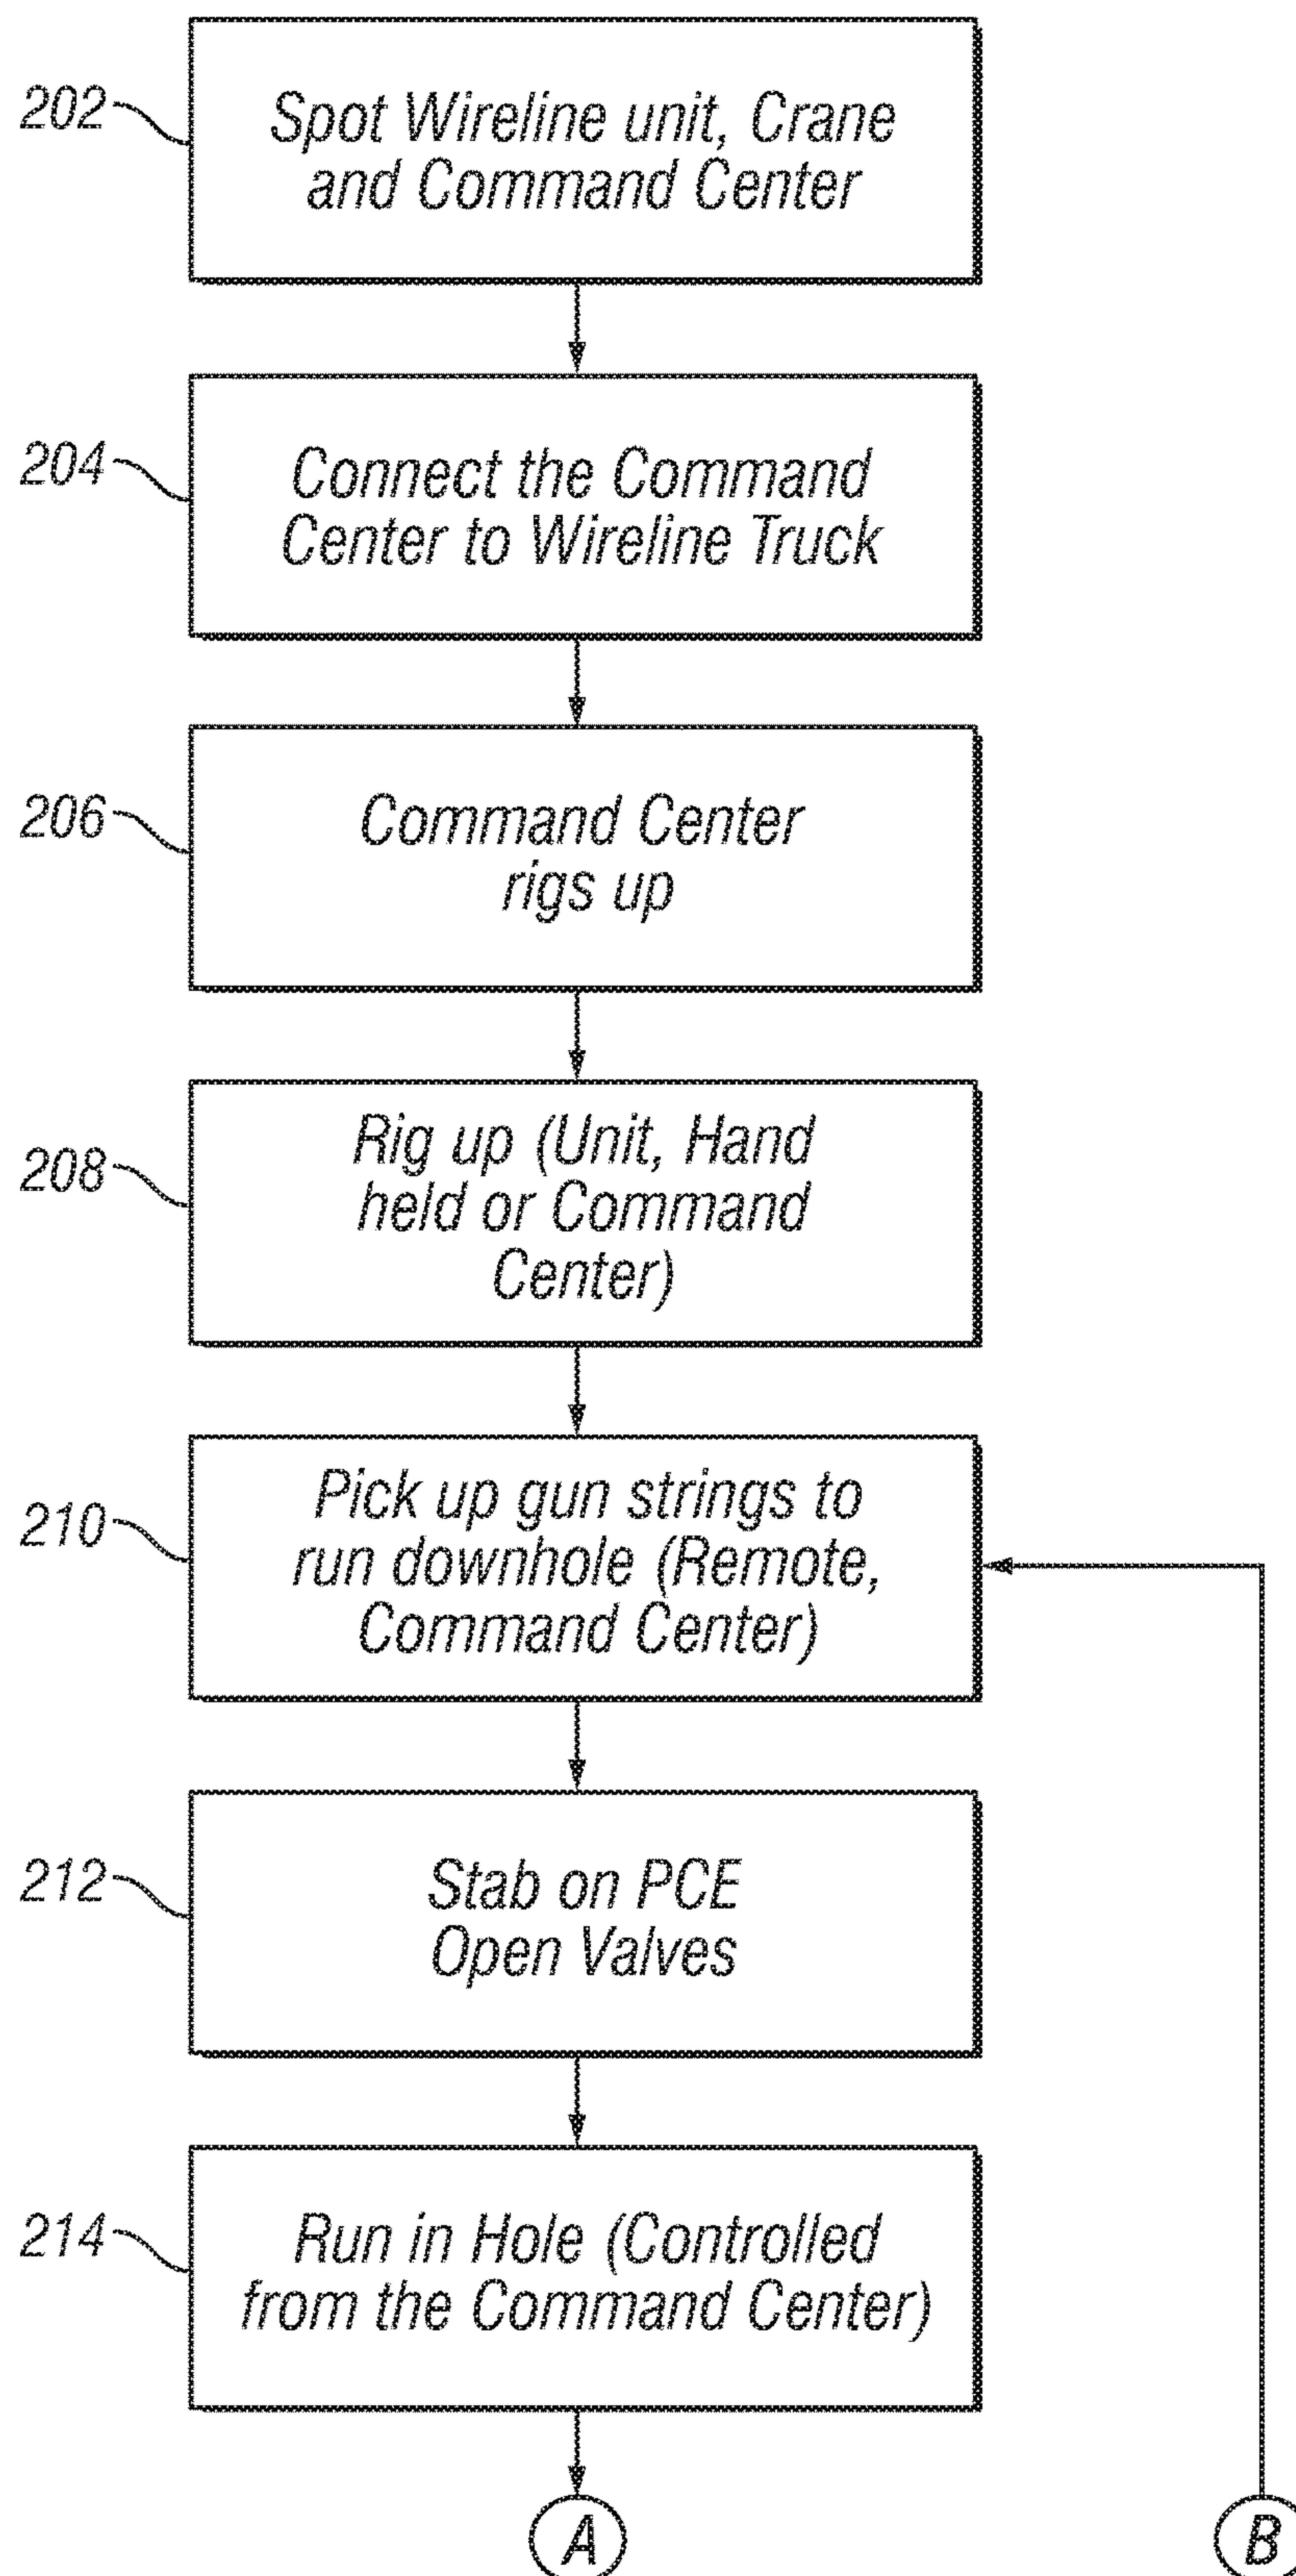 202
Spot Wireline unit, Crane
and Command Center
204
Connect the Command
Center to Wireline Truck
206
Command Center
rigs up
208
Rig up (Unit, Hand
held or Command
Center)
210
Pick up gun strings to
run downhole (Remote,
Command Center)
212
Stab on PCE
Open Valves
214
Run in Hole (Controlled
from the Command Center)
A
B